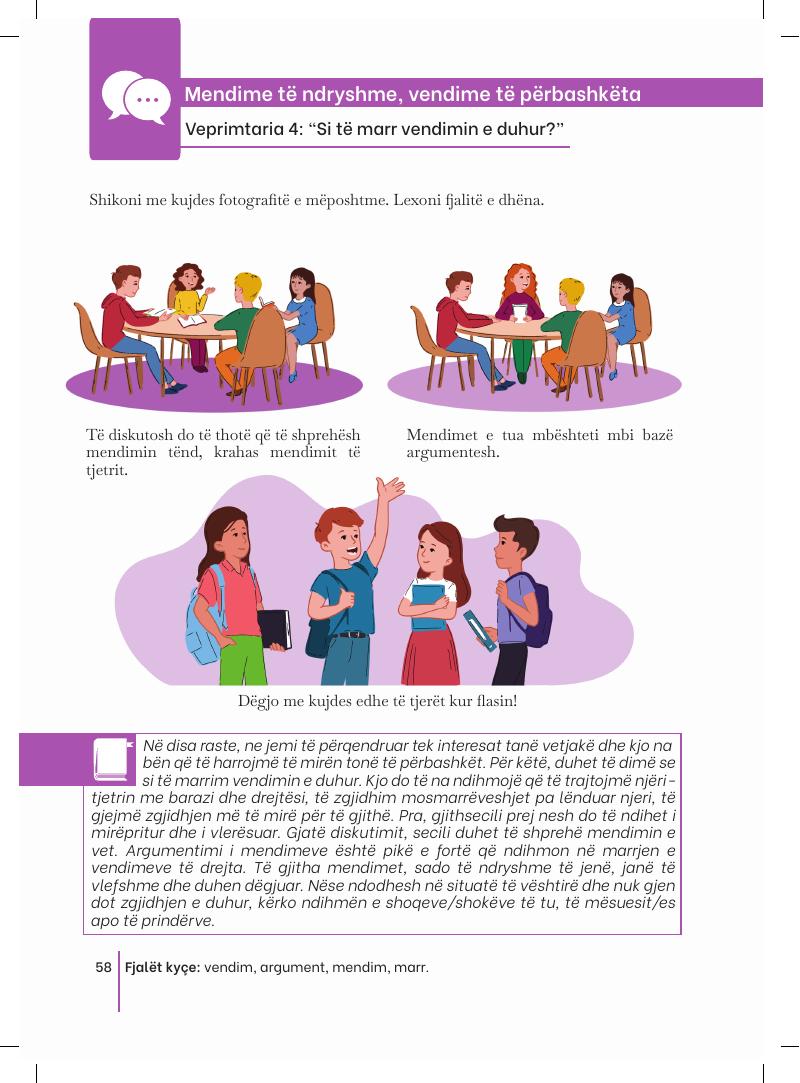 Mendime të ndryshme, vendime të përbashkëta
Veprimtaria 4: “Si të marr vendimin e duhur?”
Shikoni me kujdes fotografitë e mëposhtme. Lexoni fjalitë e dhëna.
Të diskutosh do të thotë që të shprehësh
mendimin tënd, krahas mendimit të
tjetrit.
Mendimet e tua mbështeti mbi bazë
argumentesh.
Dëgjo me kujdes edhe të tjerët kur flasin!
Në disa raste, ne jemi të përqendruar tek interesat tanë vetjakë dhe kjo na
bën që të harrojmë të mirën tonë të përbashkët. Për këtë, duhet të dimë se
si të marrim vendimin e duhur. Kjo do të na ndihmojë që të trajtojmë njëri-
tjetrin me barazi dhe drejtësi, të zgjidhim mosmarrëveshjet pa lënduar njeri, të
gjejmë zgjidhjen më të mirë për të gjithë. Pra, gjithsecili prej nesh do të ndihet i
mirëpritur dhe i vlerësuar. Gjatë diskutimit, secili duhet të shprehë mendimin e
vet. Argumentimi i mendimeve është pikë e fortë që ndihmon në marrjen e
vendimeve të drejta. Të gjitha mendimet, sado të ndryshme të jenë, janë të
vlefshme dhe duhen dëgjuar. Nëse ndodhesh në situatë të vështirë dhe nuk gjen
dot zgjidhjen e duhur, kërko ndihmën e shoqeve/shokëve të tu, të mësuesit/es
apo të prindërve.
58 Fjalët kyçe: vendim, argument, mendim, marr.